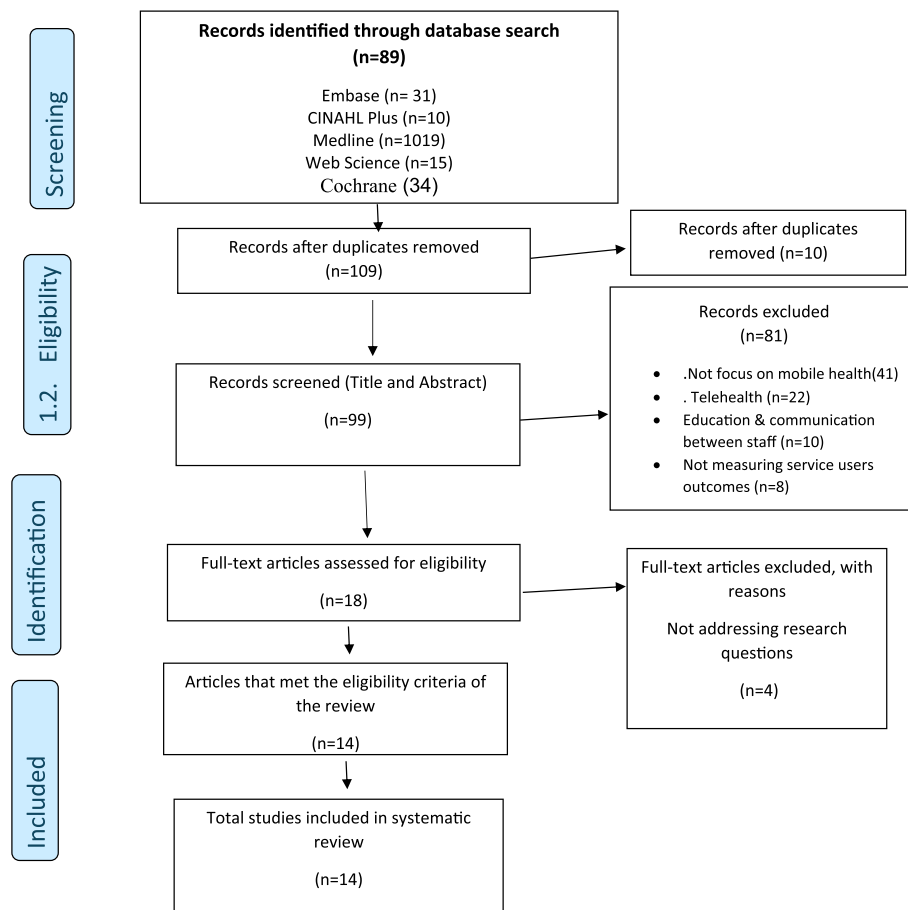 Screening
Records identified through database search
(n=89)
Embase (n= 31)
CINAHL Plus (n=10)
Medline (n=1019)
Web Science (n=15)
Cochrane (34)
Records after duplicates removed
(n=109)
Records after duplicates
removed (n=10)
1.2. Eligibility
Records screened (Title and Abstract)
(n=99)
Records excluded
(n=81)
• .Not focus on mobile health(41)
• . Telehealth (n=22)
• Education & communication
between staff (n=10)
• Not measuring service users
outcomes (n=8)
Identification
Full-text articles assessed for eligibility
(n=18)
Full-text articles excluded, with
reasons
Not addressing research
questions
(n=4)
Articles that met the eligibility criteria of
the review
(n=14)
Included
Total studies included in systematic
review
(n=14)